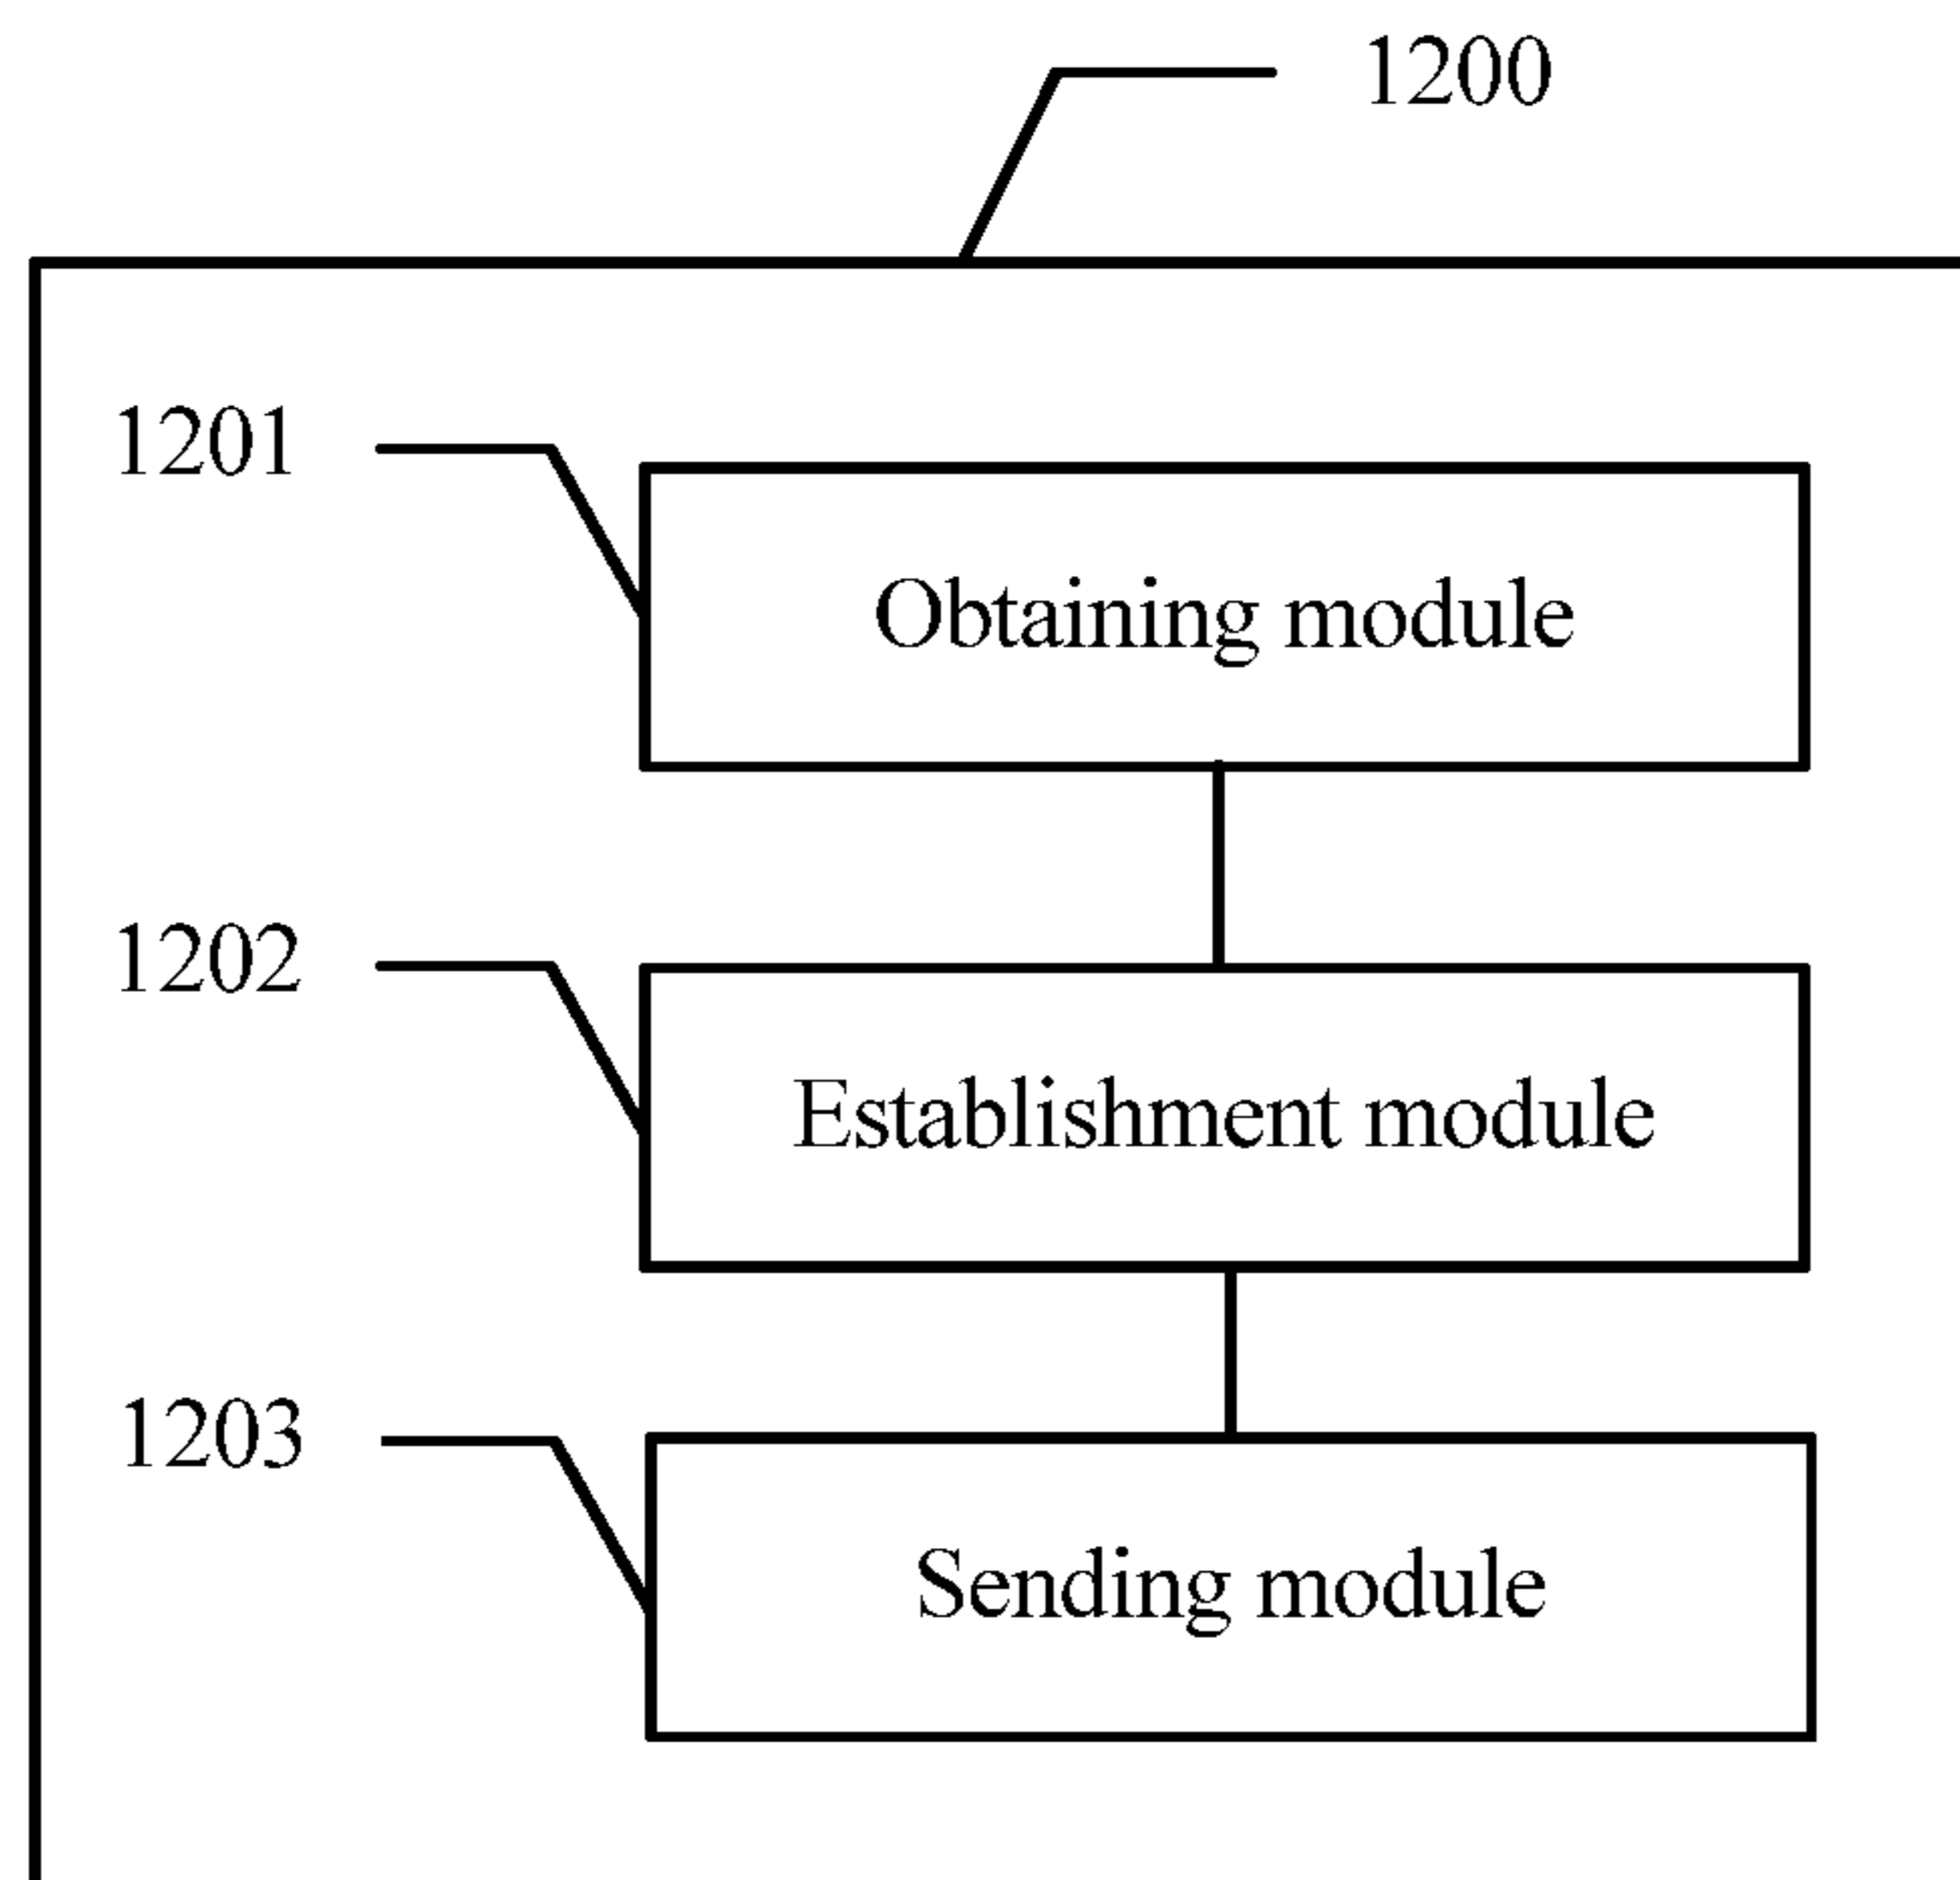 1200
1201
Obtaining module
1202
Establishment module
1203
Sending module